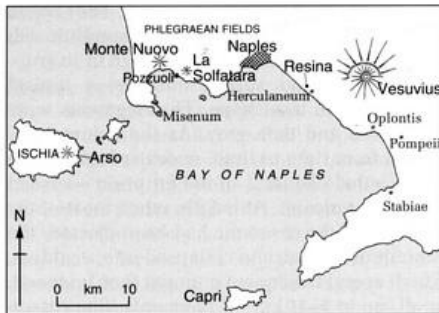 PHLEGRAEAN FIELDS
Monte Nuovo
Naples
La
Solfatara
Pozzuoli
Resina
Herculaneum
Vesuvius
Misenum
Oplontis
Pompeii
ISCHIA
Arso
BAY OF NAPLES
Stabiae
N
0 km 10
Capri